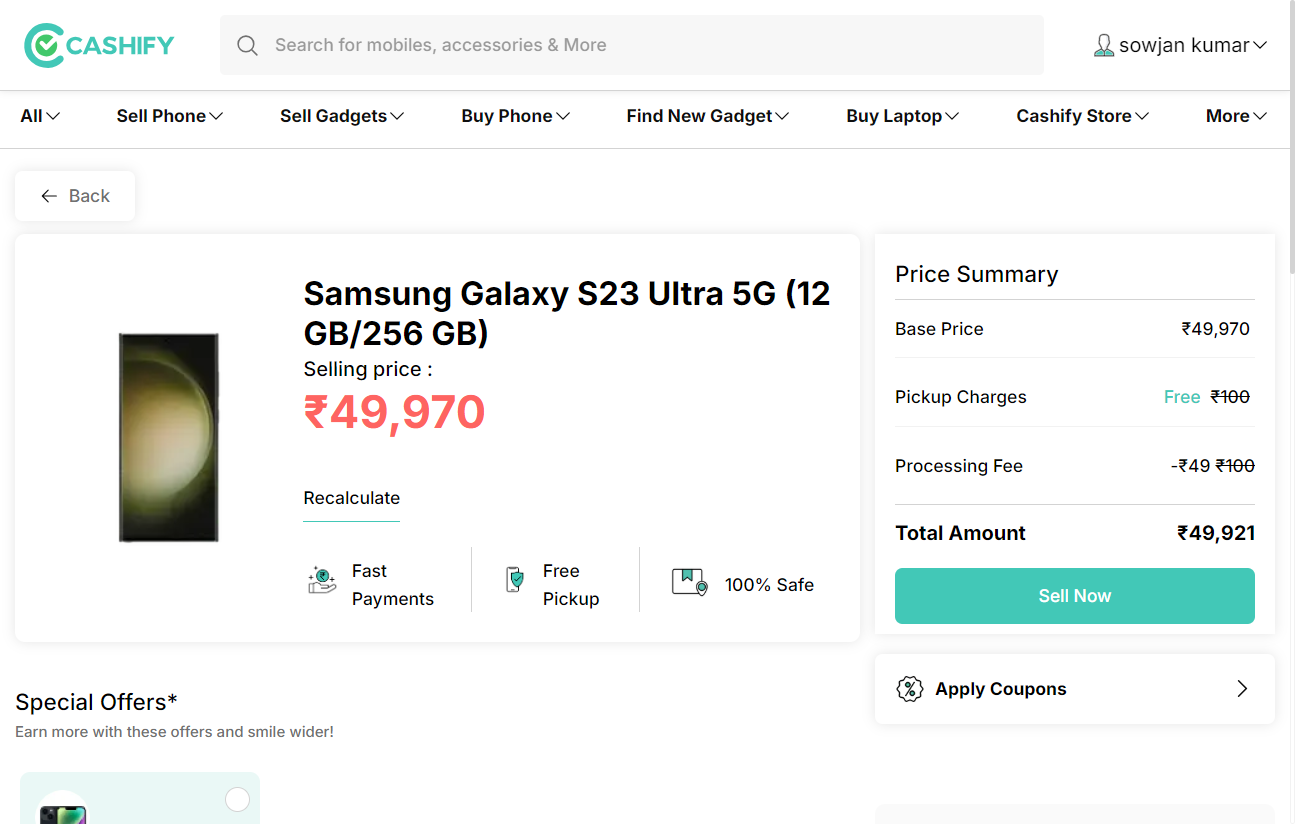 CASHIFY
Search for mobiles, accessories & More
sowjan kumar
All
Sell Phone
Sell Gadgets
Buy Phone
Find New Gadget
Buy Laptop
Cashify Store
More
Back
Samsung Galaxy S23 Ultra 5G (12
GB/256 GB)
Selling price :
₹49,970
Recalculate
Fast
Payments
Free
Pickup
100% Safe
Price Summary
Base Price ₹49,970
Pickup Charges Free ₹100
Processing Fee -₹49 ₹100
Total Amount ₹49,921
Sell Now
Apply Coupons
Special Offers*
Earn more with these offers and smile wider!